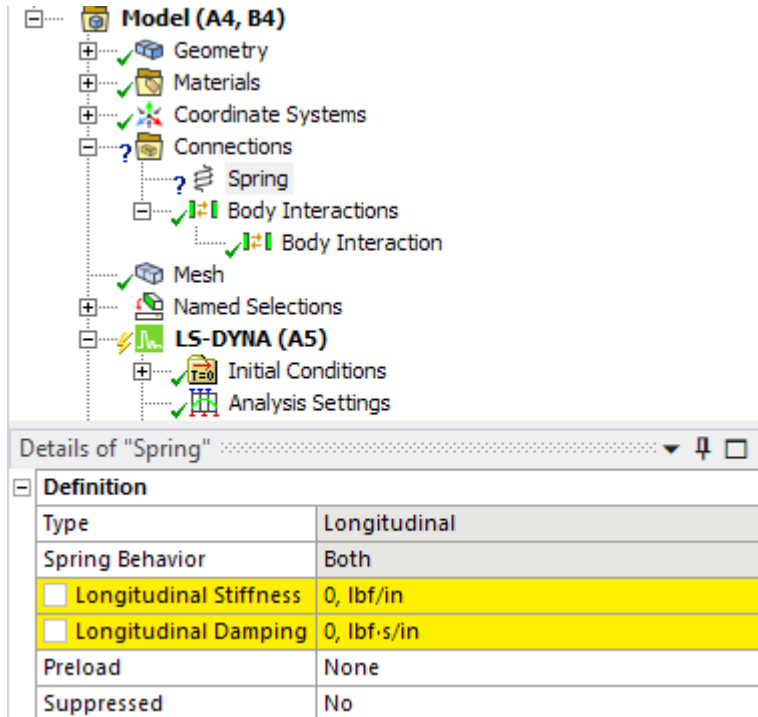 Model (A4, B4)
Geometry
Materials
Coordinate Systems
Connections
Spring
Body Interactions
Body Interaction
Mesh
Named Selections
LS-DYNA (A5)
T=0 Initial Conditions
Analysis Settings
Details of "Spring"
Definition
Type Longitudinal
Spring Behavior Both
Longitudinal Stiffness 0, lbf/in
Longitudinal Damping 0, lbf·s/in
Preload None
Suppressed No